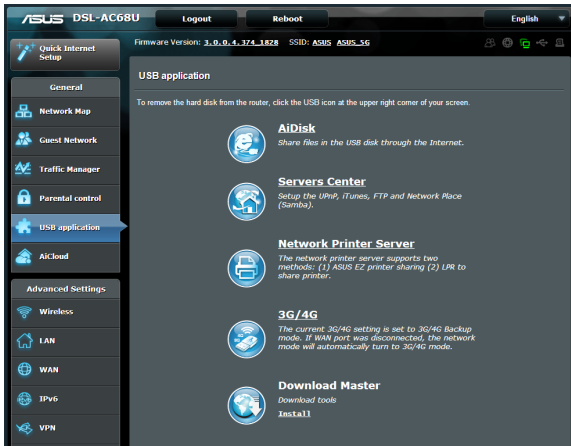 ASUS DSL-AC68U Logout Reboot English
Quick Internet Setup
Firmware Version: 3.0.0.4.374_1828 SSID: ASUS ASUS_5G
General
Network Map
Guest Network
Traffic Manager
Parental control
USB application
AiCloud
Advanced Settings
Wireless
LAN
WAN
IPv6
VPN
USB application
To remove the hard disk from the router, click the USB icon at the upper right corner of your screen.
AiDisk
Share files in the USB disk through the Internet.
Servers Center
Setup the UPnP, iTunes, FTP and Network Place
(Samba).
Network Printer Server
The network printer server supports two
methods: (1) ASUS EZ printer sharing (2) LPR to
share printer.
3G/4G
The current 3G/4G setting is set to 3G/4G Backup
mode. If WAN port was disconnected, the network
mode will automatically turn to 3G/4G mode.
Download Master
Download tools
Install